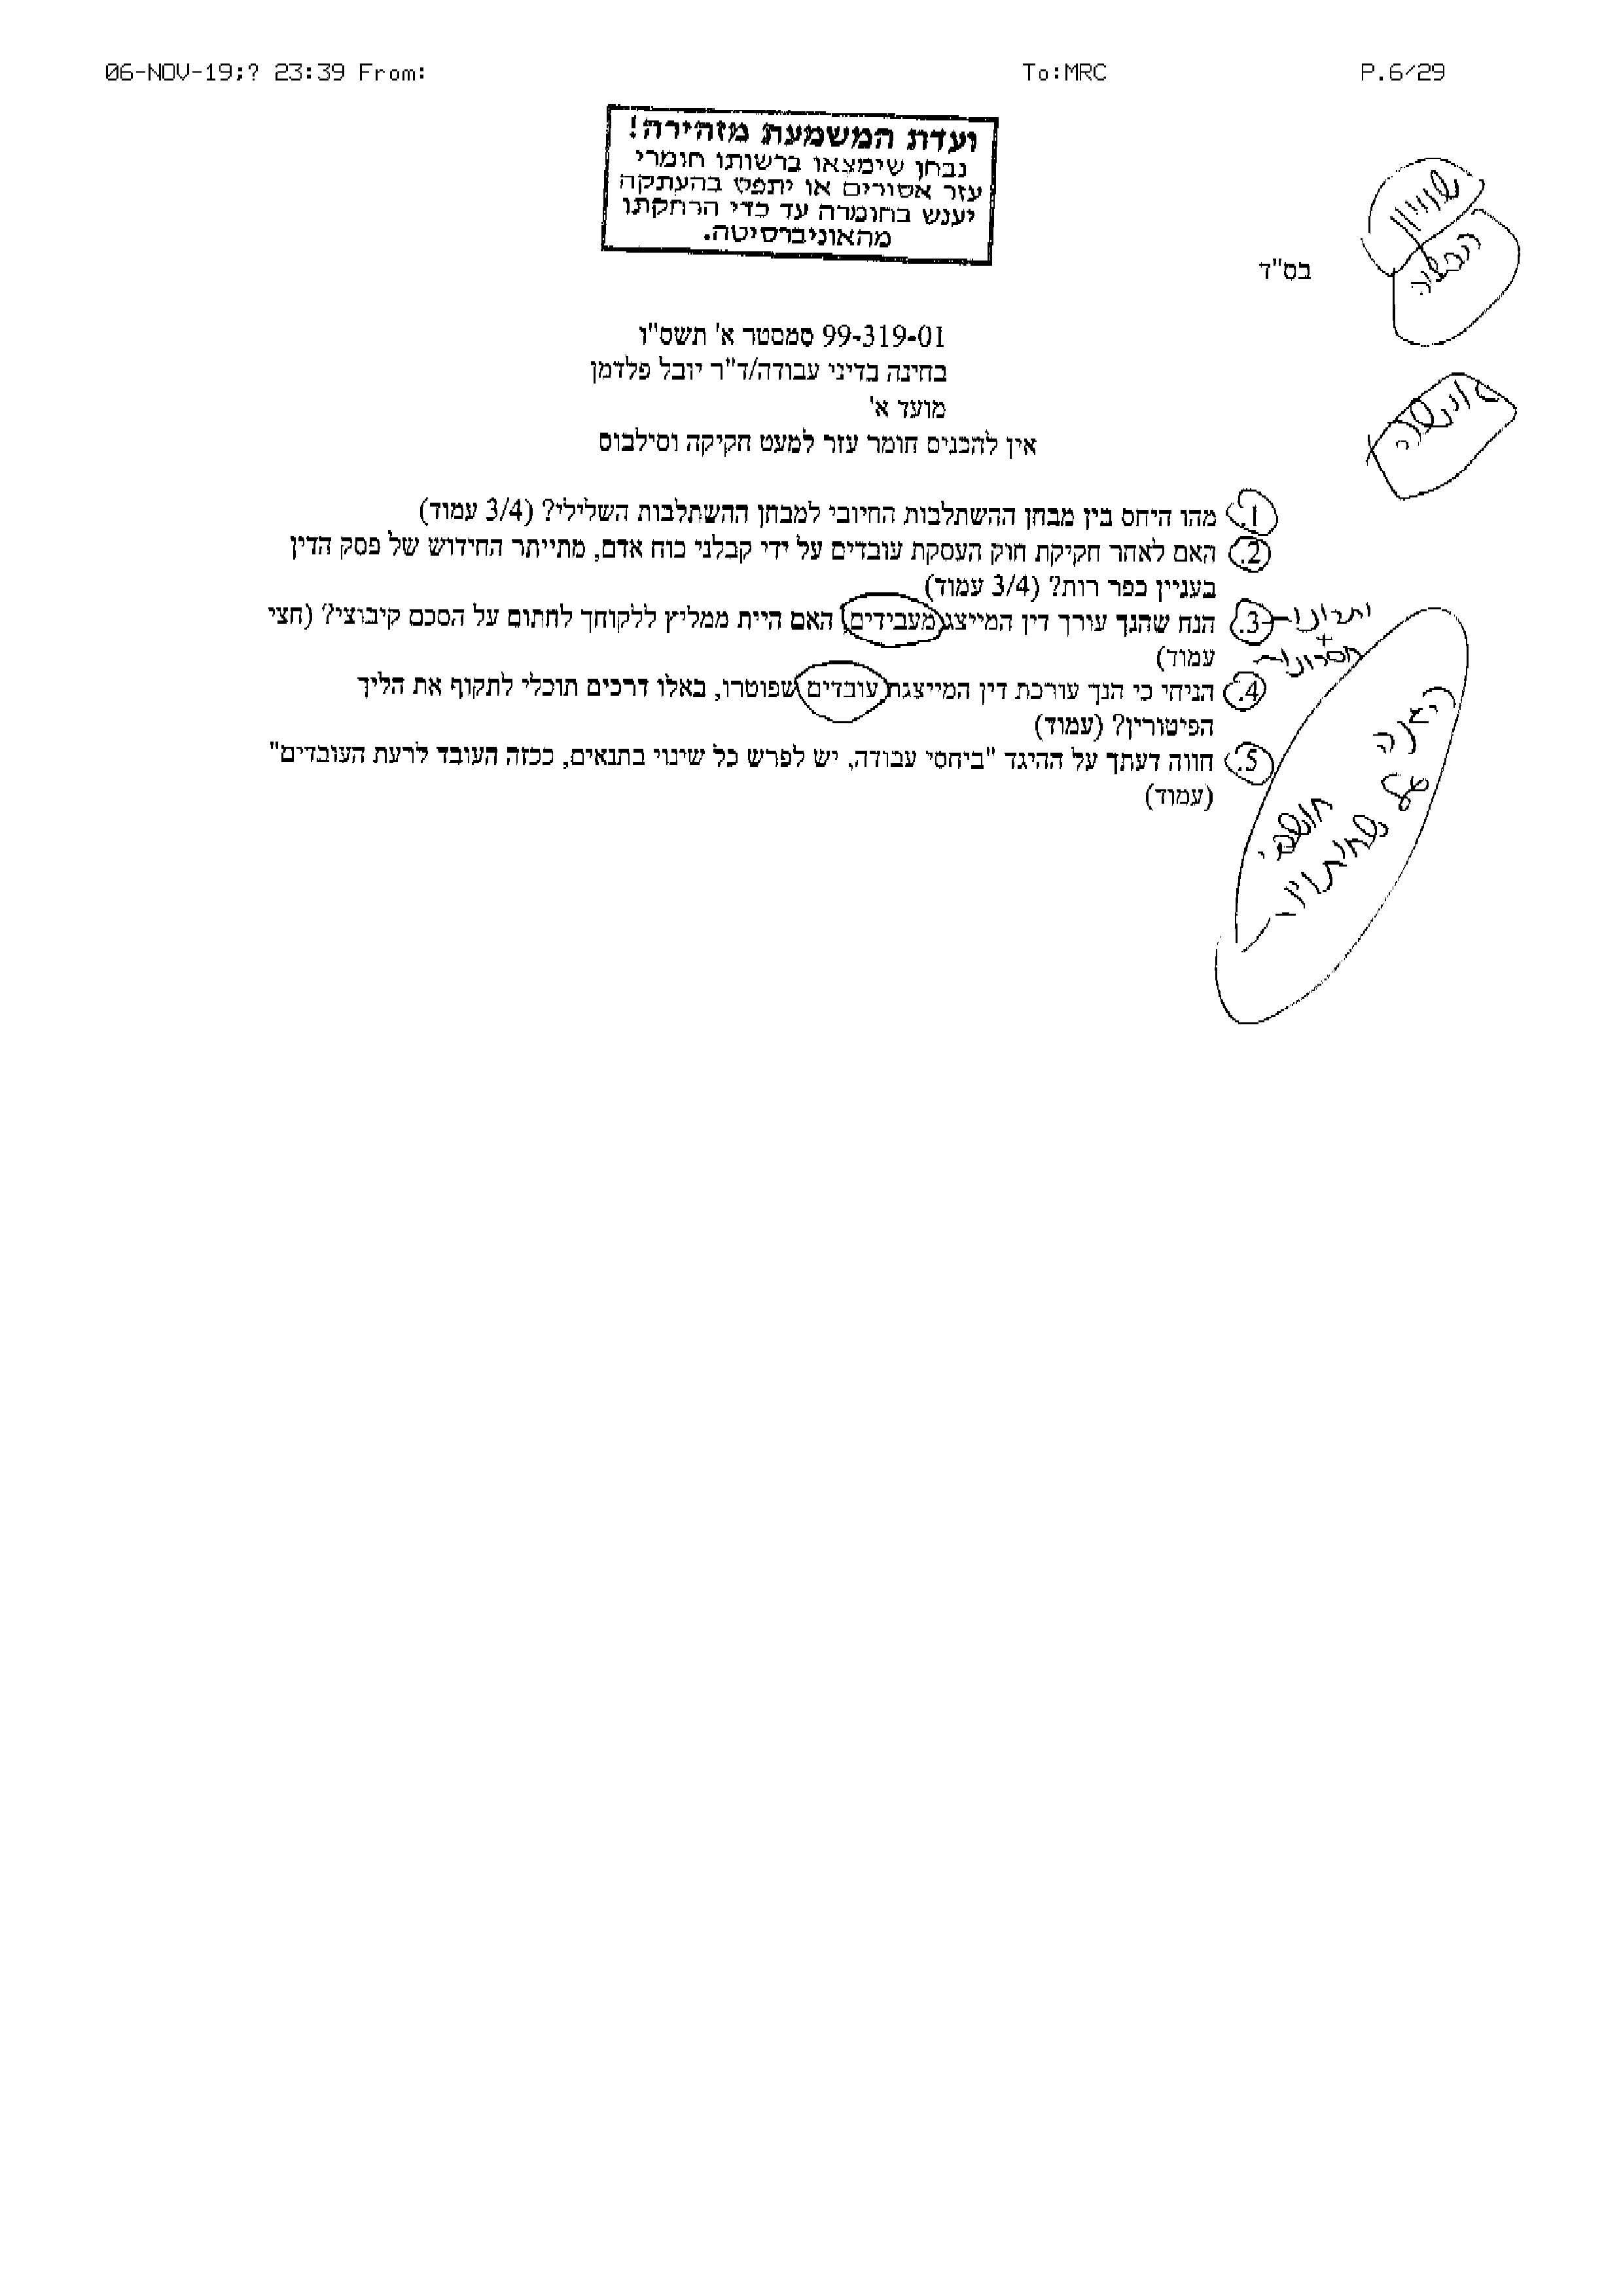 06-NOV-19;? 23:39 From: To:MRC P.6/29
ועדת המשמעת מזהירה!
נבחן שימצאו ברשותו חומרי
עזר אסורים או יתפס בהעתקה
יענש בחומרה עד כדי הרחקתו
מהאוניברסיטה.
שוויון
בס"ד
99-319-01 סמסטר א' תשס"ו
בחינה בדיני עבודה/ד"ר יובל פלדמן
מועד א'
אין להכניס חומר עזר למעט חקיקה וסילבוס
1. מהו היחס בין מבחן ההשתלבות החיובי למבחן ההשתלבות השלילי? (3/4 עמוד)
2. האם לאחר חקיקת חוק העסקת עובדים על ידי קבלני כוח אדם, מתייתר החידוש של פסק הדין
בעניין כפר רות? (3/4 עמוד)
3. הנח שהנך עורך דין המייצג מעבידים, האם היית ממליץ ללקוחך לחתום על הסכם קיבוצי? (חצי
עמוד)
יתרונות
+
חסרונות
4. הניחי כי הנך עורכת דין המייצגת עובדים שפוטרו, באלו דרכים תוכלי לתקוף את הליך
הפיטורין? (עמוד)
5. חווה דעתך על ההיגד "ביחסי עבודה, יש לפרש כל שינוי בתנאים, ככזה העובד לרעת העובדים"
(עמוד)
של